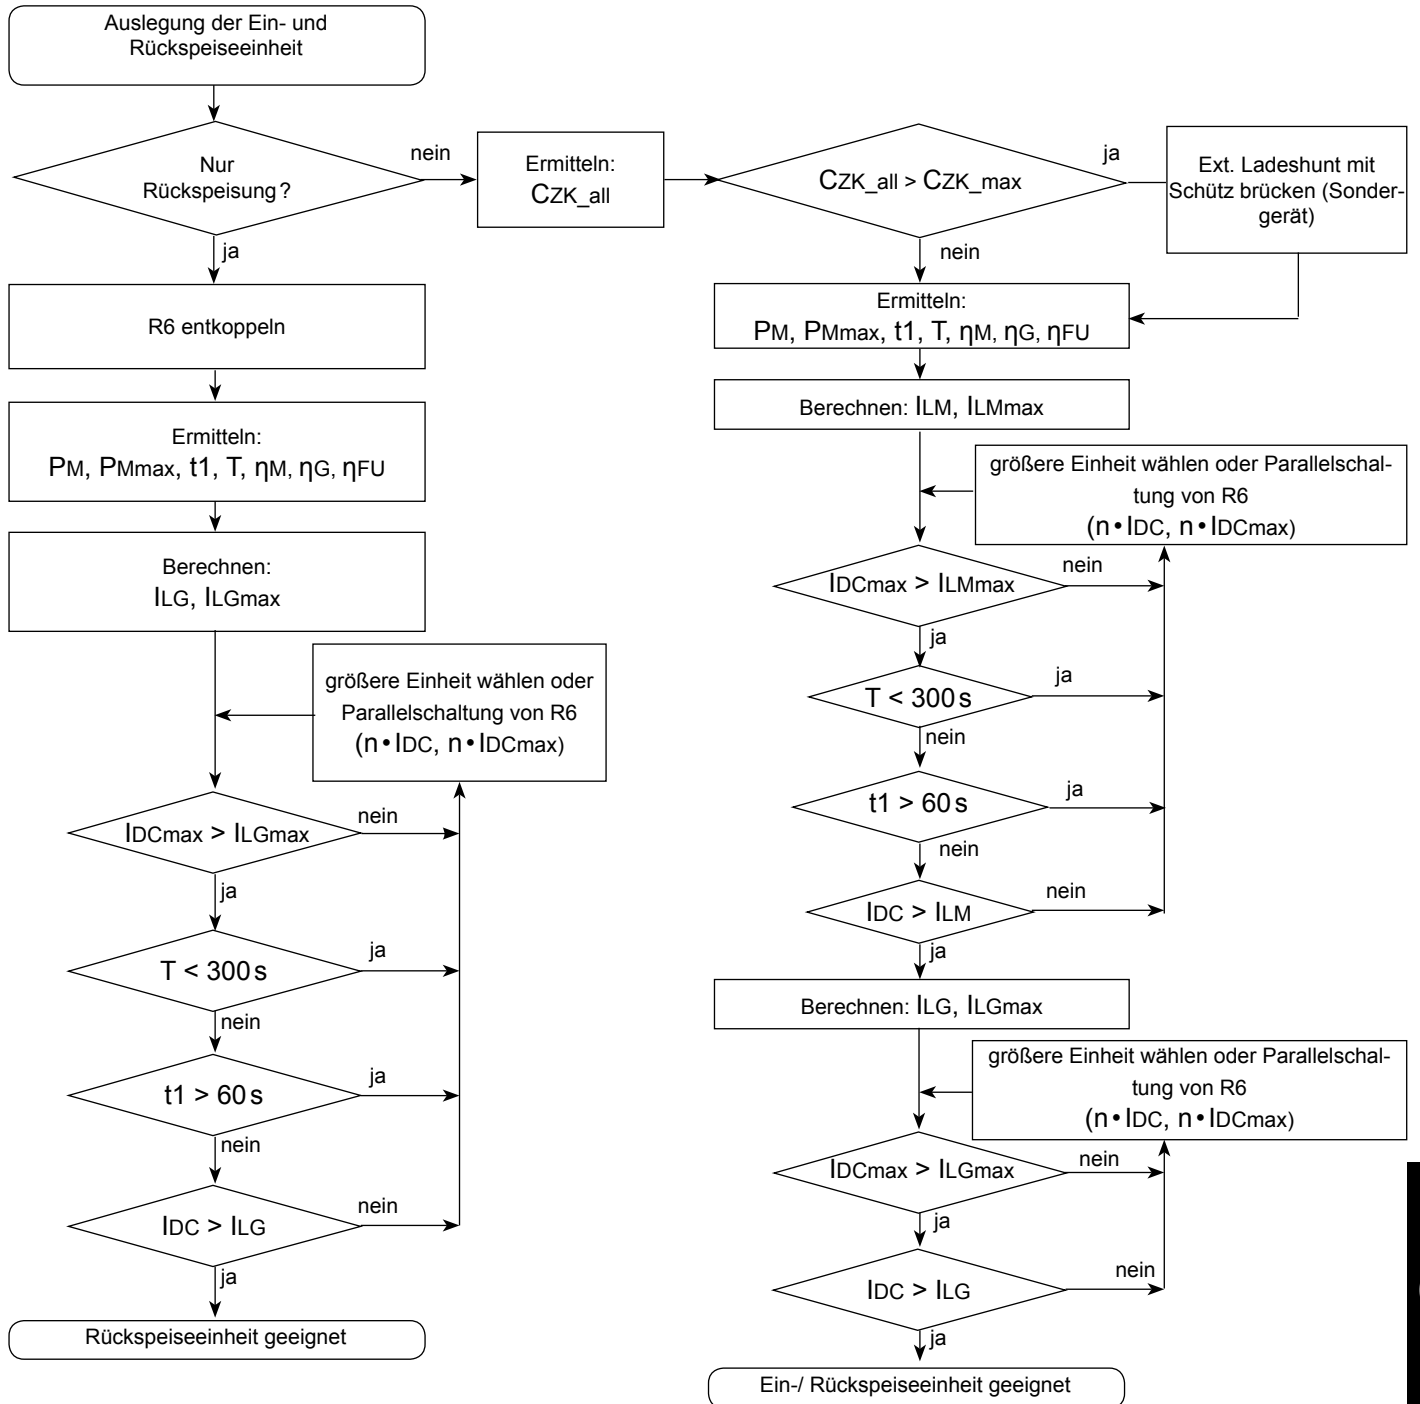 Auslegung der Ein- und
Rückspeiseeinheit
Nur
Rückspeisung?
nein
ja
R6 entkoppeln
Ermitteln:
PM, PMmax, t1, T, ηM, ηG, ηFU
Berechnen:
ILG, ILGmax
größere Einheit wählen oder
Parallelschaltung von R6
(n•IDC, n•IDCmax)
IDCmax > ILGmax
nein
ja
T < 300s
ja
nein
t1 > 60s
ja
nein
IDC > ILG
nein
ja
Rückspeiseeinheit geeignet
Ermitteln:
CZK_all
CZK_all > CZK_max
ja
nein
Ext. Ladeshunt mit
Schütz brücken (Sonder-
gerät)
Ermitteln:
PM, PMmax, t1, T, ηM, ηG, ηFU
Berechnen: ILM, ILMmax
größere Einheit wählen oder Parallelschal-
tung von R6
(n•IDC, n•IDCmax)
IDCmax > ILMmax
nein
ja
T < 300s
ja
nein
t1 > 60s
ja
nein
IDC > ILM
nein
ja
Berechnen: ILG, ILGmax
größere Einheit wählen oder Parallelschal-
tung von R6
(n•IDC, n•IDCmax)
IDCmax > ILGmax
nein
ja
IDC > ILG
nein
ja
Ein-/ Rückspeiseeinheit geeignet